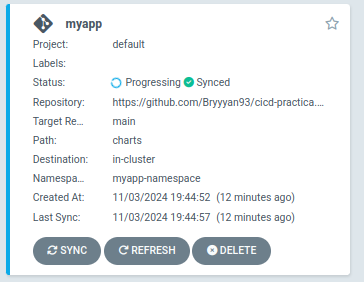 myapp
Project: default
Labels:
Status: Progressing Synced
Repository: https://github.com/Bryyyan93/cicd-practica....
Target Re... main
Path: charts
Destination: in-cluster
Namespa... myapp-namespace
Created At: 11/03/2024 19:44:52 (12 minutes ago)
Last Sync: 11/03/2024 19:44:57 (12 minutes ago)
SYNC REFRESH DELETE